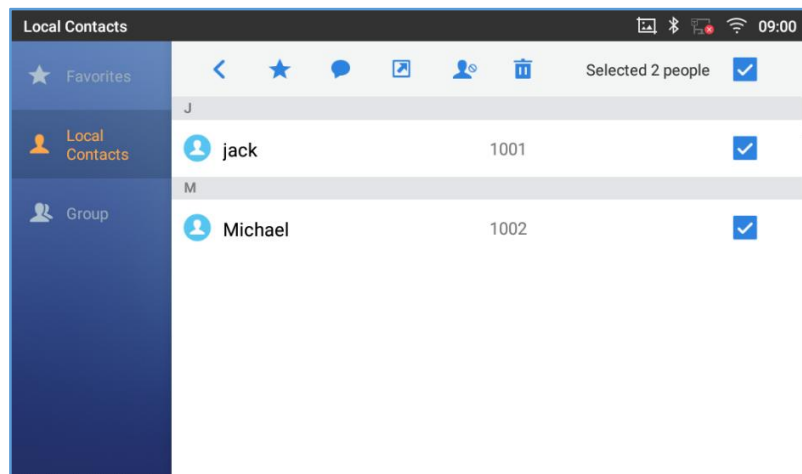 Local Contacts 09:00
Favorites
Local
Contacts
Group
Selected 2 people
J
jack 1001
M
Michael 1002